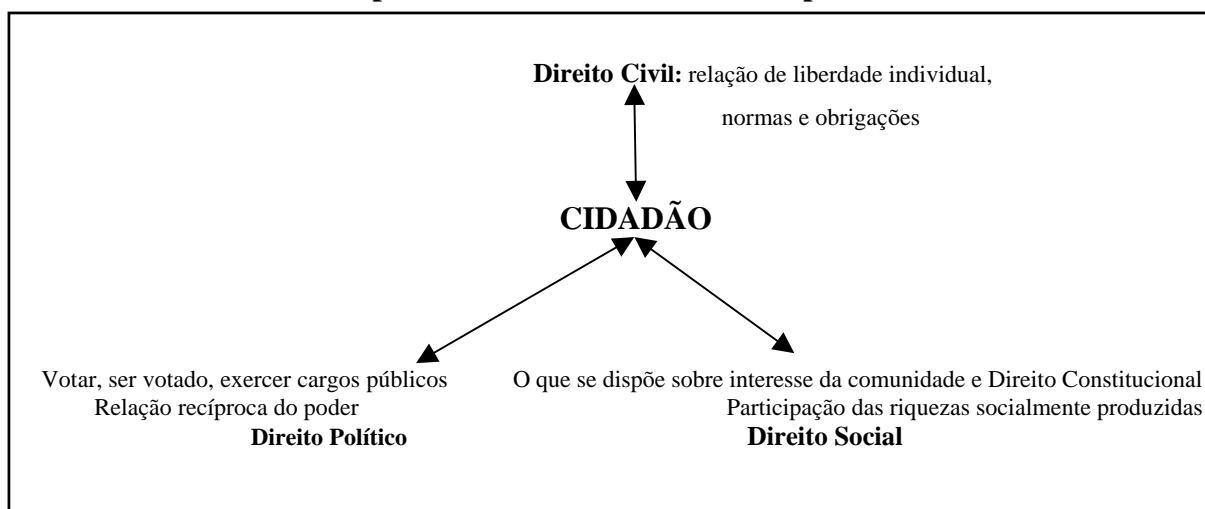 Direito Civil: relação de liberdade individual,
normas e obrigações
CIDADÃO
Votar, ser votado, exercer cargos públicos
Relação recíproca do poder
Direito Político
O que se dispõe sobre interesse da comunidade e Direito Constitucional
Participação das riquezas socialmente produzidas
Direito Social